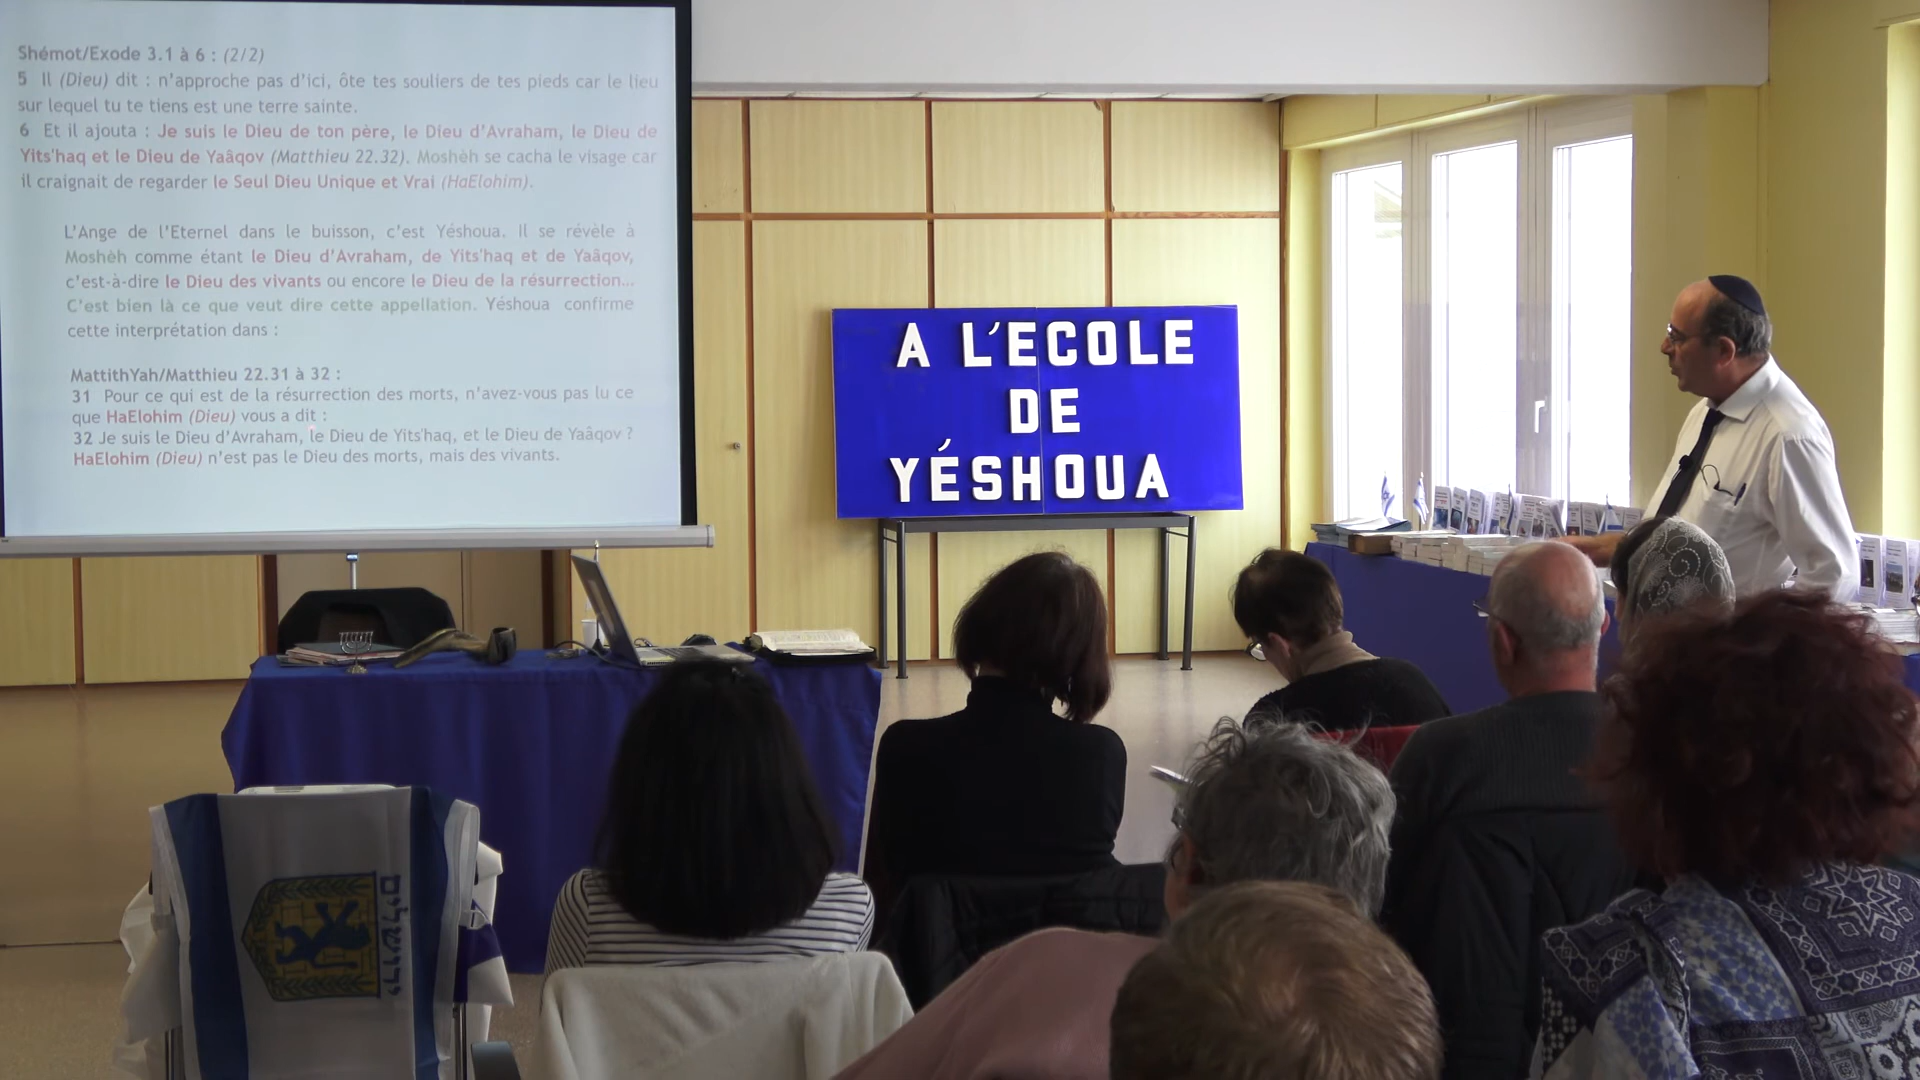 Shémot/Exode 3.1 à 6 : (2/2)
5 Il (Dieu) dit : n’approche pas d’ici, ôte tes souliers de tes pieds car le lieu
sur lequel tu te tiens est une terre sainte.
6 Et il ajouta : Je suis le Dieu de ton père, le Dieu d’Avraham, le Dieu de
Yits'haq et le Dieu de Yaâqov (Matthieu 22.32). Moshèh se cacha le visage car
il craignait de regarder le Seul Dieu Unique et Vrai (HaElohim).
L’Ange de l’Eternel dans le buisson, c’est Yéshoua. Il se révèle à
Moshèh comme étant le Dieu d’Avraham, de Yits'haq et de Yaâqov,
c’est-à-dire le Dieu des vivants ou encore le Dieu de la résurrection...
C’est bien là ce que veut dire cette appellation. Yéshoua confirme
cette interprétation dans :
MattithYah/Matthieu 22.31 à 32 :
31 Pour ce qui est de la résurrection des morts, n’avez-vous pas lu ce
que HaElohim (Dieu) vous a dit :
32 Je suis le Dieu d’Avraham, le Dieu de Yits'haq, et le Dieu de Yaâqov ?
HaElohim (Dieu) n’est pas le Dieu des morts, mais des vivants.
A L'ECOLE
DE
YÉSHOUA
ירושלים